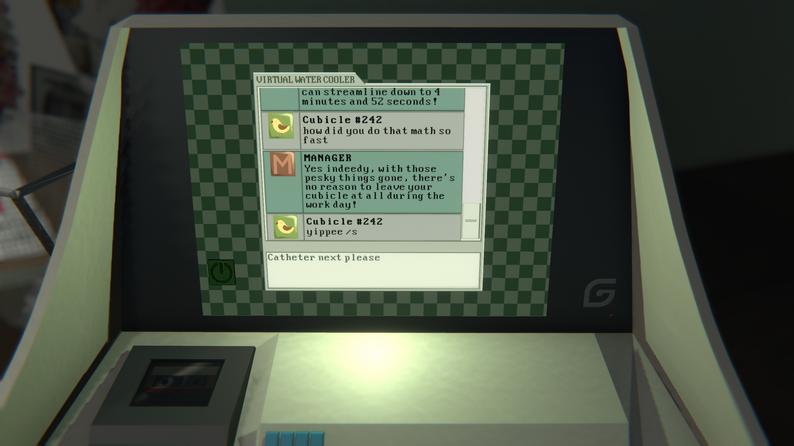 VIRTUAL WATER COOLER
can streamline down to 4
minutes and 52 seconds!
Cubicle #242
how did you do that math so
fast
M
MANAGER
Yes indeedy, with those
pesky things gone, there's
no reason to leave your
cubicle at all during the
work day!
Cubicle #242
yippee /s
Catheter next please